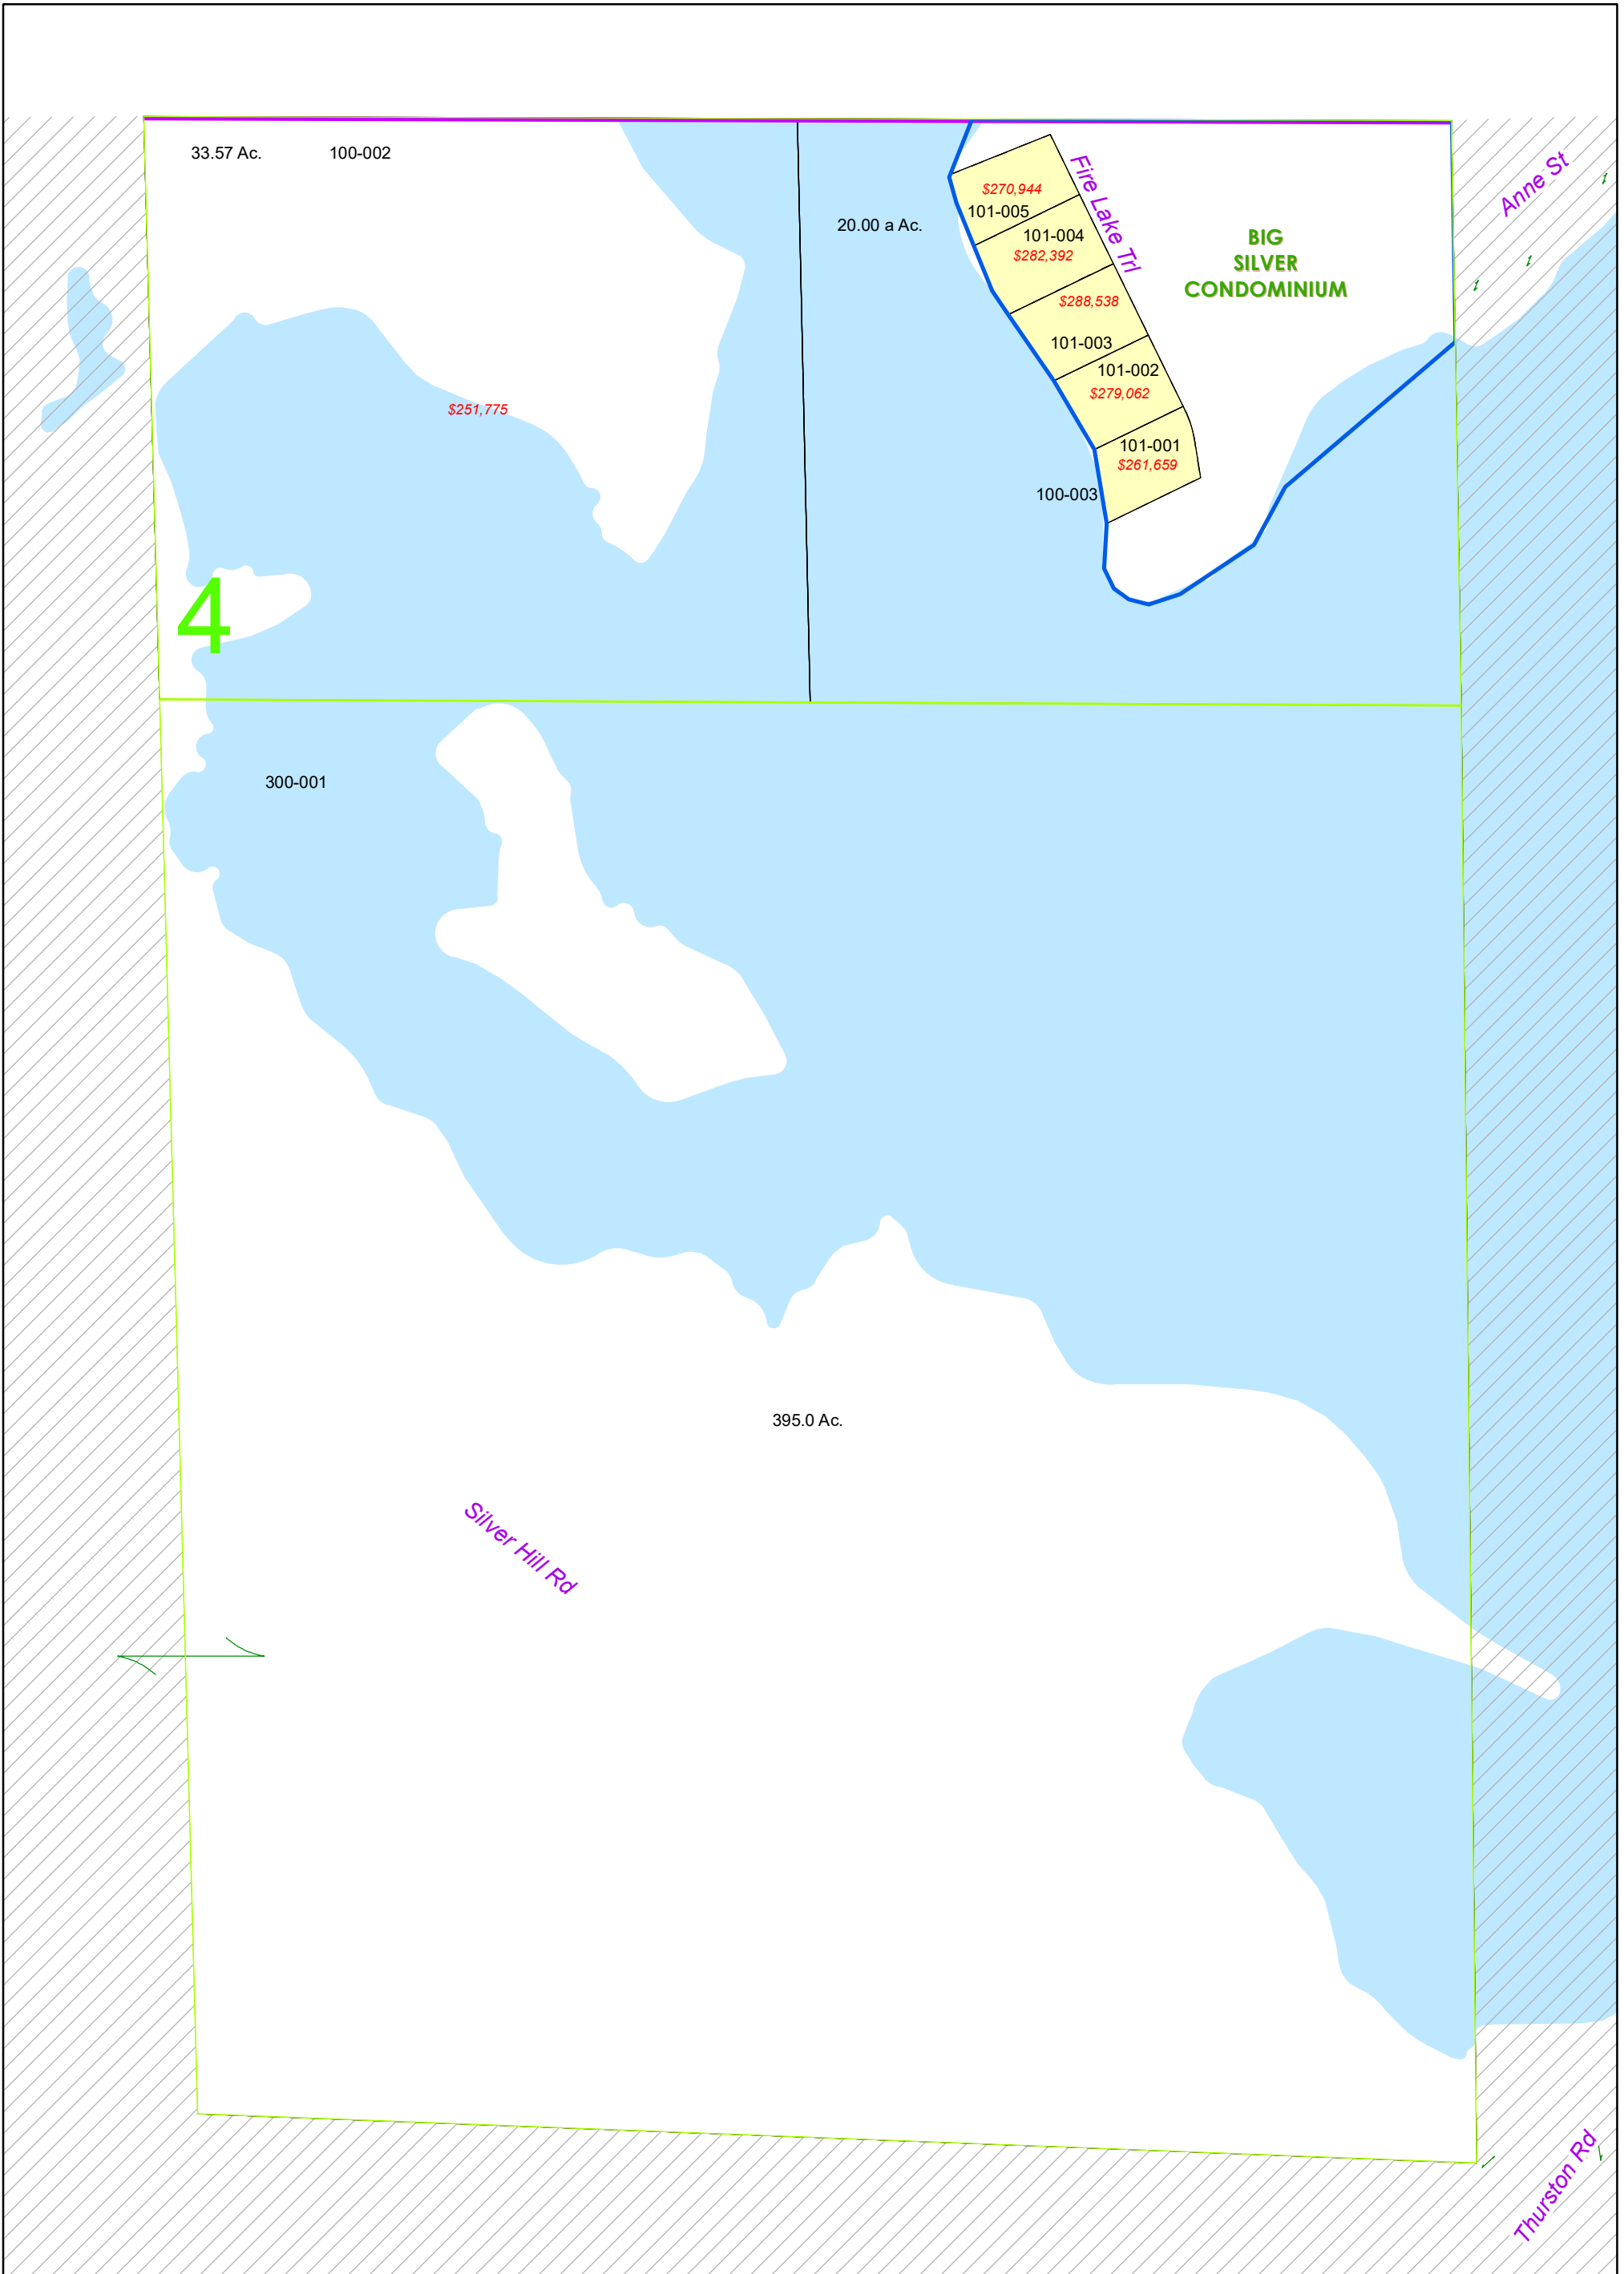 33.57 Ac.
100-002
Anne St
Fire Lake Trl
$270,944
101-005
20.00 a Ac.
101-004
$282,392
BIG
SILVER
CONDOMINIUM
$288,538
101-003
101-002
$279,062
$251,775
101-001
$261,659
100-003
4
300-001
395.0 Ac.
Silver Hill Rd
Thurston Rd